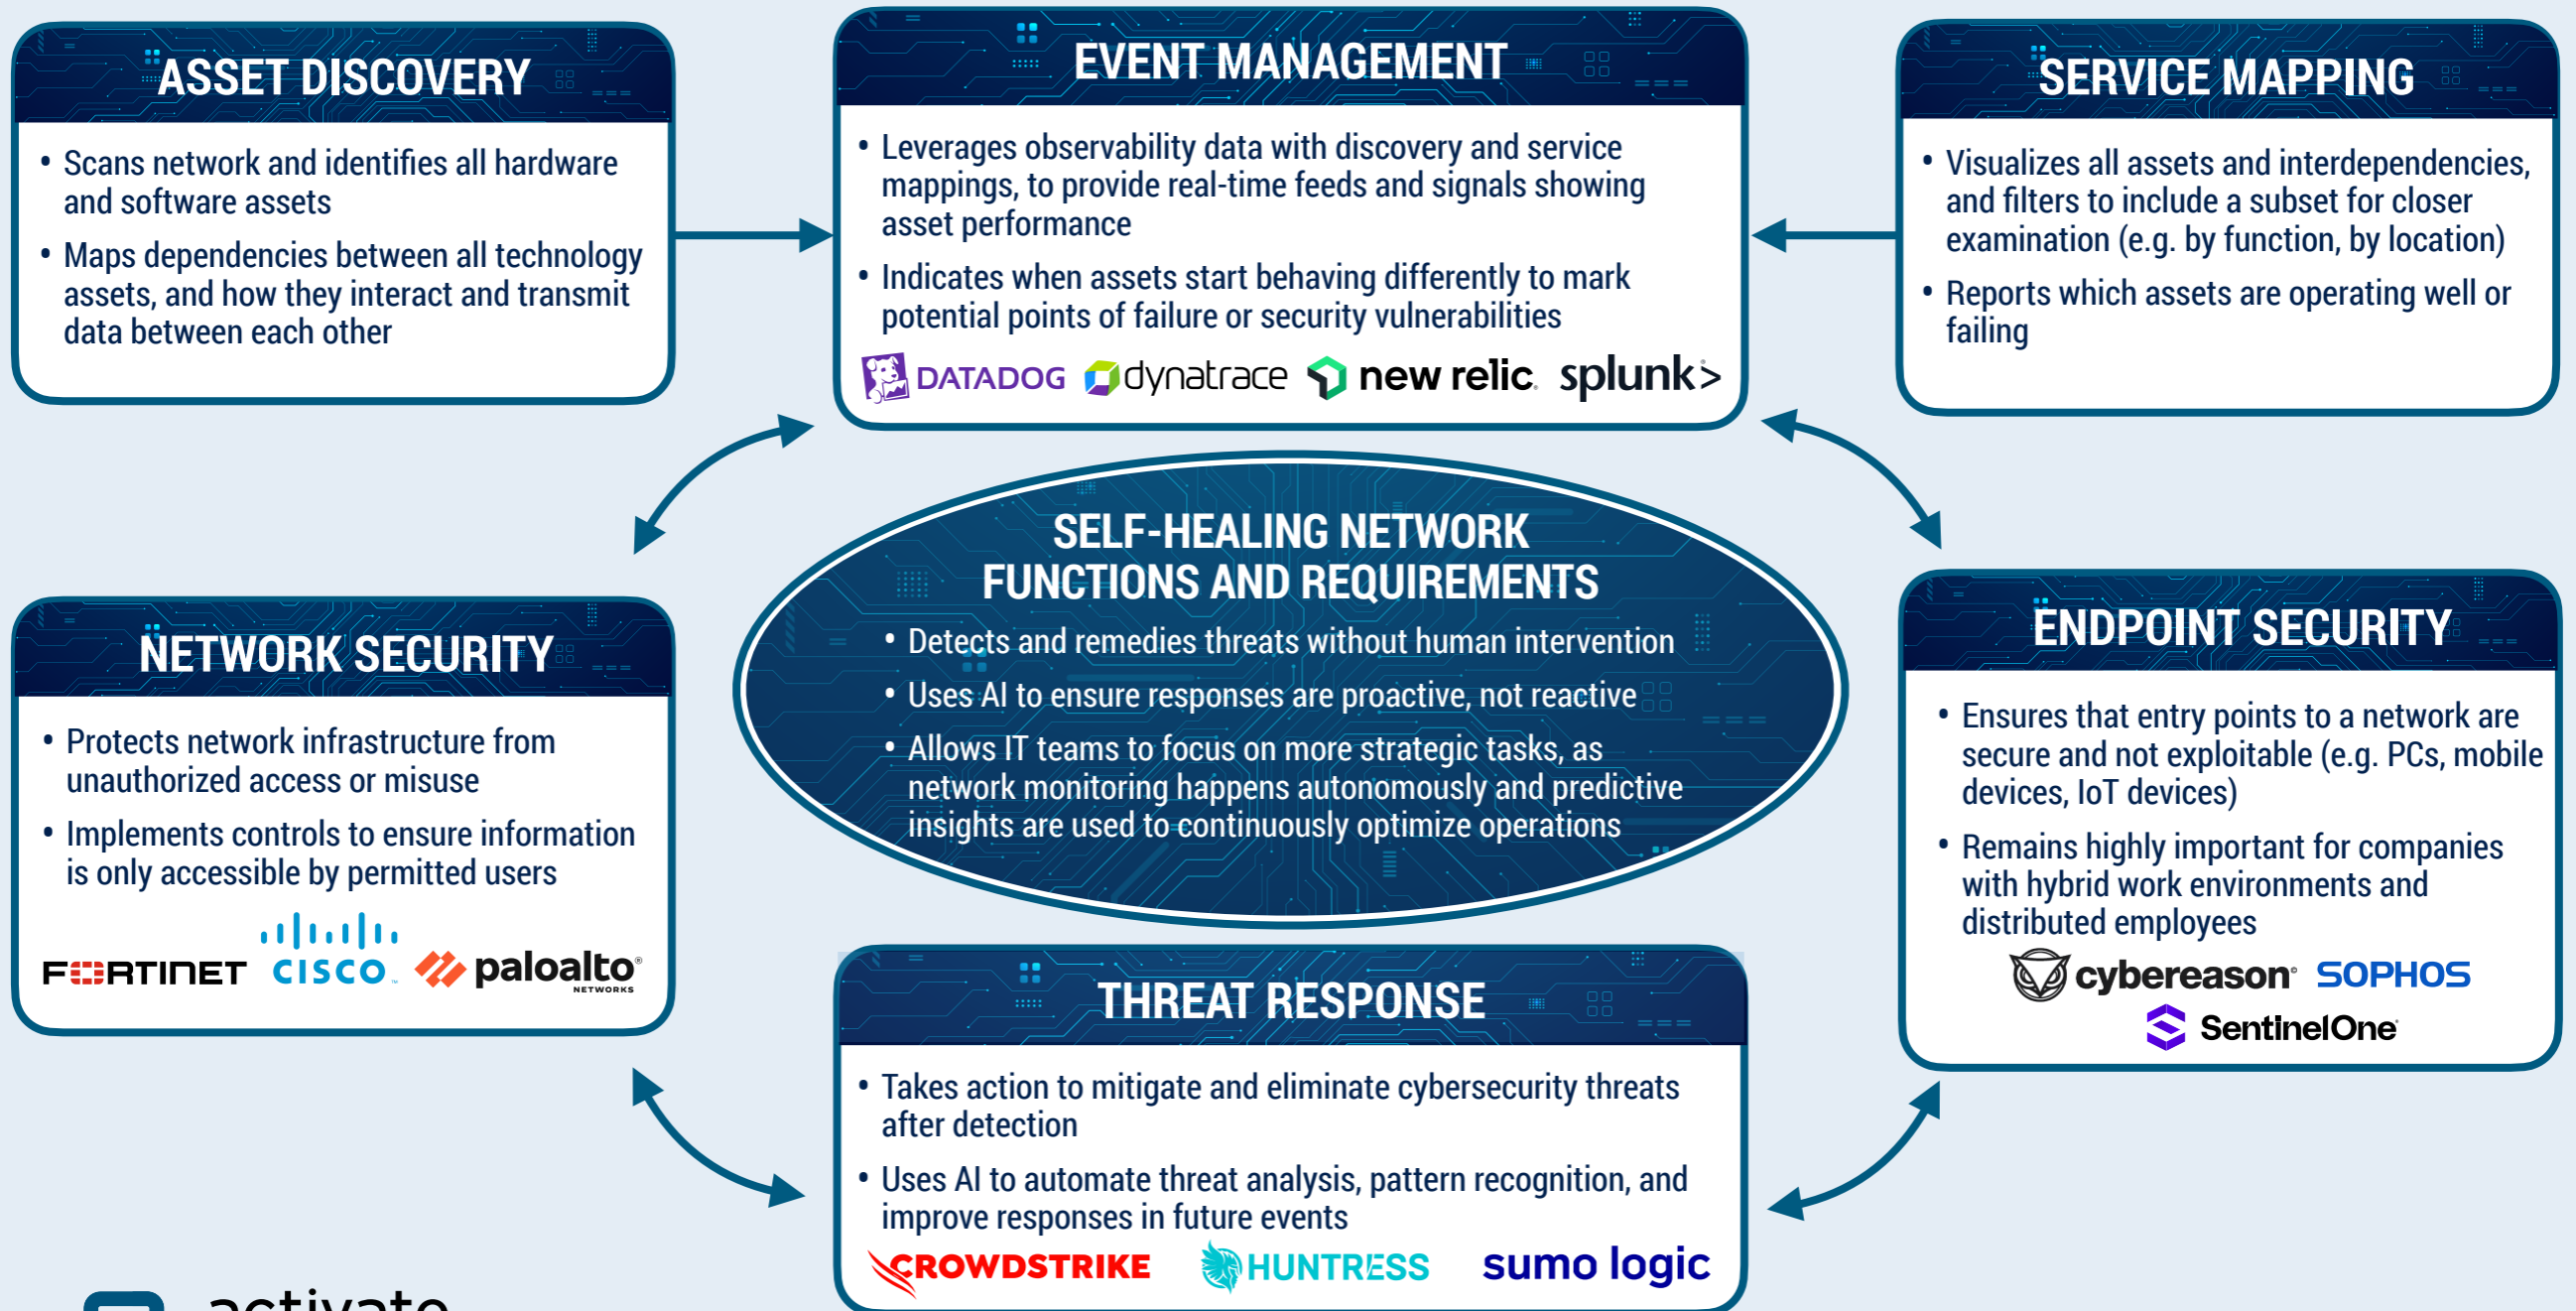 ASSET DISCOVERY
• Scans network and identifies all hardware
and software assets
• Maps dependencies between all technology
assets, and how they interact and transmit
data between each other
EVENT MANAGEMENT
• Leverages observability data with discovery and service
mappings, to provide real-time feeds and signals showing
asset performance
• Indicates when assets start behaving differently to mark
potential points of failure or security vulnerabilities
DATADOG dynatrace new relic. splunk>
SERVICE MAPPING
• Visualizes all assets and interdependencies,
and filters to include a subset for closer
examination (e.g. by function, by location)
• Reports which assets are operating well or
failing
SELF-HEALING NETWORK
FUNCTIONS AND REQUIREMENTS
• Detects and remedies threats without human intervention
• Uses AI to ensure responses are proactive, not reactive
• Allows IT teams to focus on more strategic tasks, as
network monitoring happens autonomously and predictive
insights are used to continuously optimize operations
NETWORK SECURITY
• Protects network infrastructure from
unauthorized access or misuse
• Implements controls to ensure information
is only accessible by permitted users
FORTINET CISCO™ paloalto®
NETWORKS
ENDPOINT SECURITY
• Ensures that entry points to a network are
secure and not exploitable (e.g. PCs, mobile
devices, IoT devices)
• Remains highly important for companies
with hybrid work environments and
distributed employees
cybereason® SOPHOS
SentinelOne
THREAT RESPONSE
• Takes action to mitigate and eliminate cybersecurity threats
after detection
• Uses AI to automate threat analysis, pattern recognition, and
improve responses in future events
CROWDSTRIKE HUNTRESS sumo logic
activate